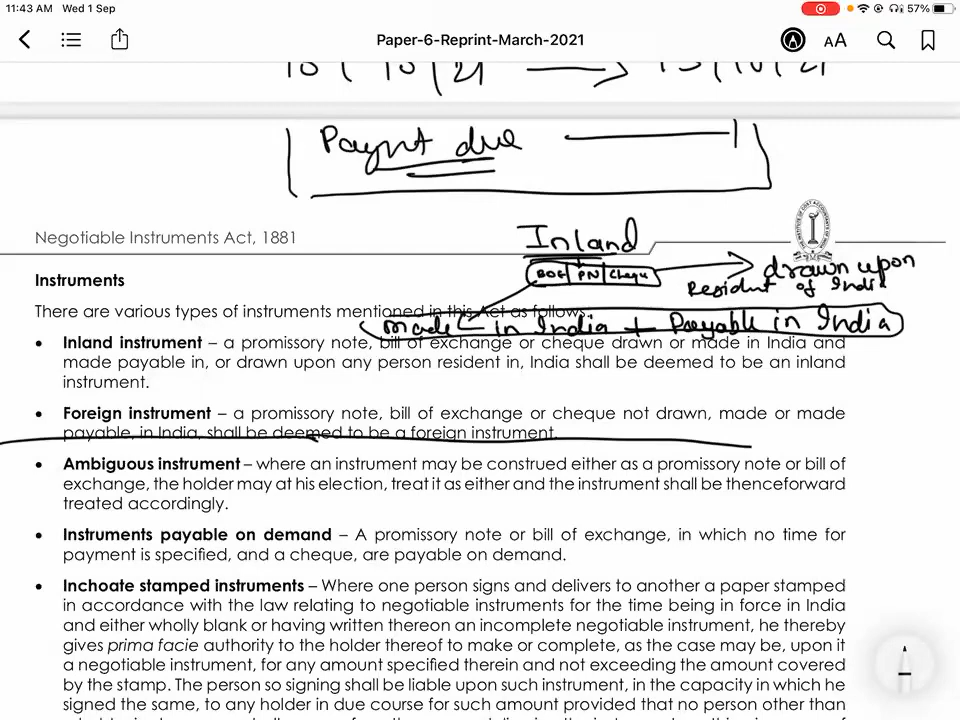 11:43 AM Wed 1 Sep
57%
Paper-6-Reprint-March-2021
AA
Paymt due
Negotiable Instruments Act, 1881
Inland
BOE PN Cheque
drawn upon
Resident of India
made in India + Payable in India
Instruments
There are various types of instruments mentioned in this Act as follows:
• Inland instrument – a promissory note, bill of exchange or cheque drawn or made in India and
made payable in, or drawn upon any person resident in, India shall be deemed to be an inland
instrument.
• Foreign instrument – a promissory note, bill of exchange or cheque not drawn, made or made
payable, in India, shall be deemed to be a foreign instrument.
• Ambiguous instrument – where an instrument may be construed either as a promissory note or bill of
exchange, the holder may at his election, treat it as either and the instrument shall be thenceforward
treated accordingly.
• Instruments payable on demand – A promissory note or bill of exchange, in which no time for
payment is specified, and a cheque, are payable on demand.
• Inchoate stamped instruments – Where one person signs and delivers to another a paper stamped
in accordance with the law relating to negotiable instruments for the time being in force in India
and either wholly blank or having written thereon an incomplete negotiable instrument, he thereby
gives prima facie authority to the holder thereof to make or complete, as the case may be, upon it
a negotiable instrument, for any amount specified therein and not exceeding the amount covered
by the stamp. The person so signing shall be liable upon such instrument, in the capacity in which he
signed the same, to any holder in due course for such amount provided that no person other than